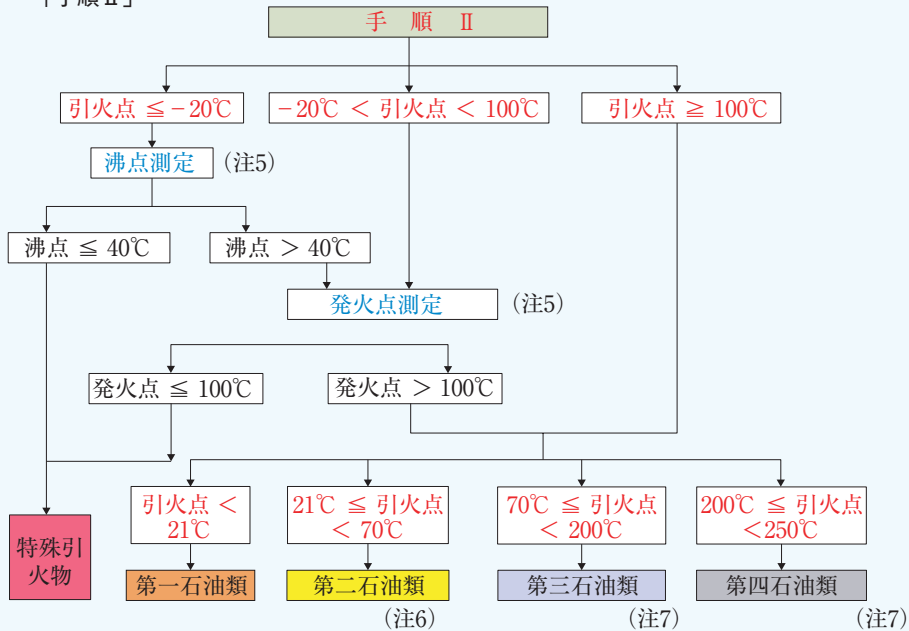 「手順Ⅱ」
手 順 Ⅱ
引火点 ≦ −20℃
−20℃ < 引火点 < 100℃
引火点 ≧ 100℃
沸点測定 (注5)
沸点 ≦ 40℃
沸点 > 40℃
発火点測定 (注5)
発火点 ≦ 100℃
発火点 > 100℃
引火点 <
21℃
21℃ ≦ 引火点
< 70℃
70℃ ≦ 引火点
< 200℃
200℃ ≦ 引火点
<250℃
特殊引
火物
第一石油類
第二石油類
第三石油類
第四石油類
(注6)
(注7)
(注7)